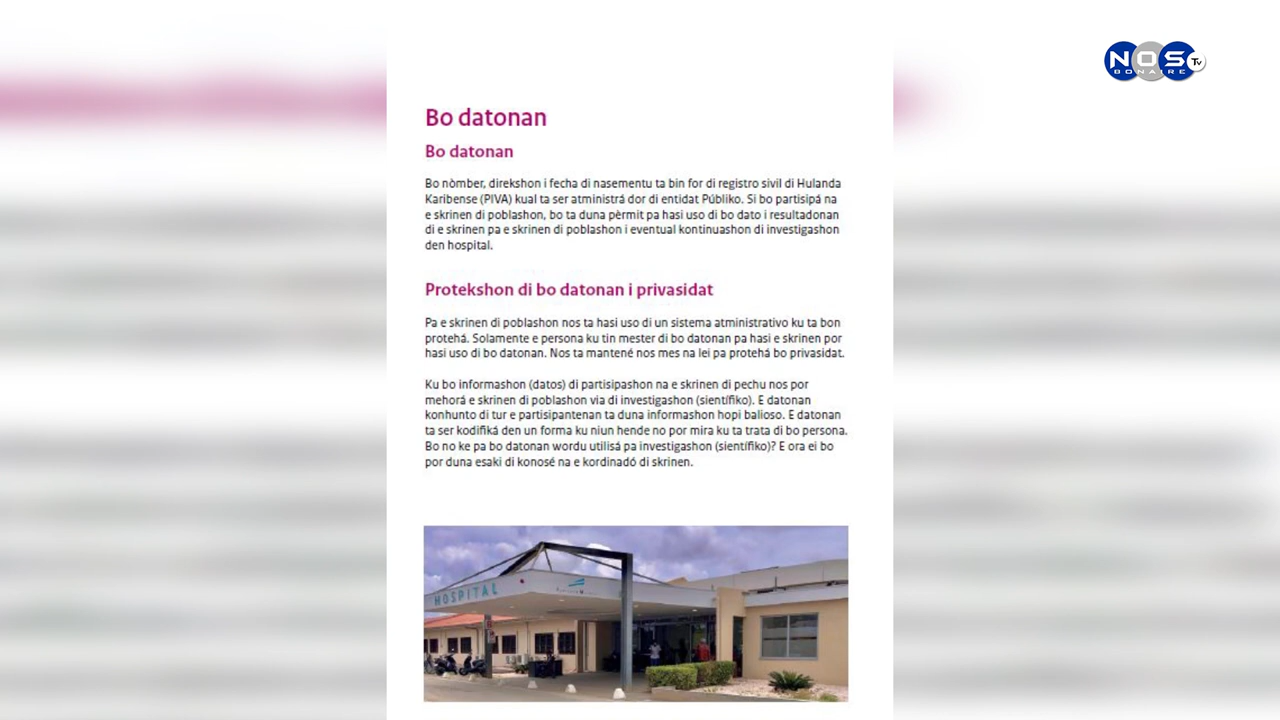 NOS Tv
BONAIRE
Bo datonan
Bo datonan
Bo nòmber, direkshon i fecha di nasementu ta bin for di registro sivil di Hulanda
Karibense (PIVA) kual ta ser atministrá dor di entidat Públiko. Si bo partisipá na
e skrinen di poblashon, bo ta duna pèrmit pa hasi uso di bo dato i resultadonan
di e skrinen pa e skrinen di poblashon i eventual kontinuashon di investigashon
den hospital.
Protekshon di bo datonan i privasidat
Pa e skrinen di poblashon nos ta hasi uso di un sistema atministrativo ku ta bon
protehá. Solamente e persona ku tin mester di bo datonan pa hasi e skrinen por
hasi uso di bo datonan. Nos ta mantené nos mes na lei pa protehá bo privasidat.
Ku bo informashon (datos) di partisipashon na e skrinen di pechu nos por
mehorá e skrinen di poblashon via di investigashon (sientífiko). E datonan
konhunto di tur e partisipantenan ta duna informashon hopi balioso. E datonan
ta ser kodifiká den un forma ku niun hende no por mira ku ta trata di bo persona.
Bo no ke pa bo datonan wordu utilisá pa investigashon (sientífiko)? E ora ei bo
por duna esaki di konosé na e kordinadó di skrinen.
HOSPITAL